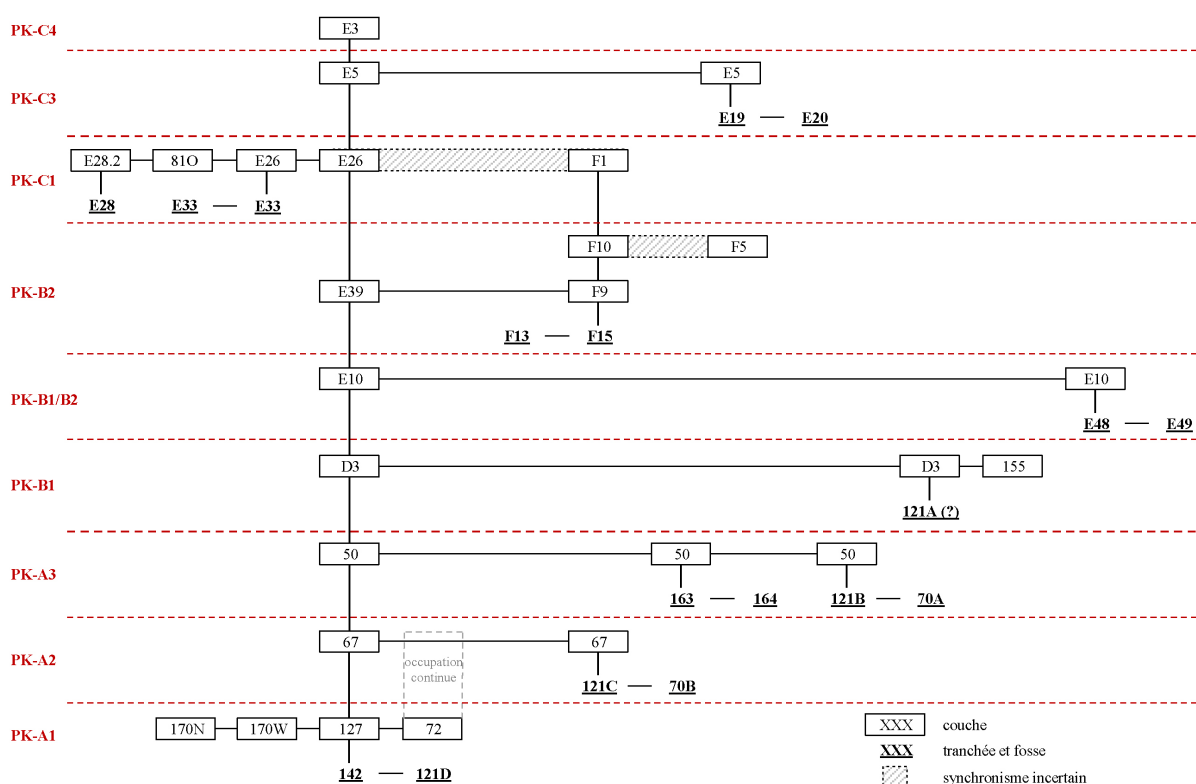 PK-C4 E3
PK-C3 E5 E5
E19 E20
PK-C1 E28.2 81O E26 E26 F1
E28 E33 E33
F10 F5
PK-B2 E39 F9
F13 F15
PK-B1/B2 E10 E10
E48 E49
PK-B1 D3 D3 155
121A (?)
PK-A3 50 50 50
163 164 121B 70A
PK-A2 67 67
occupation
continue
121C 70B
PK-A1 170N 170W 127 72
142 121D
XXX couche
XXX tranchée et fosse
synchronisme incertain